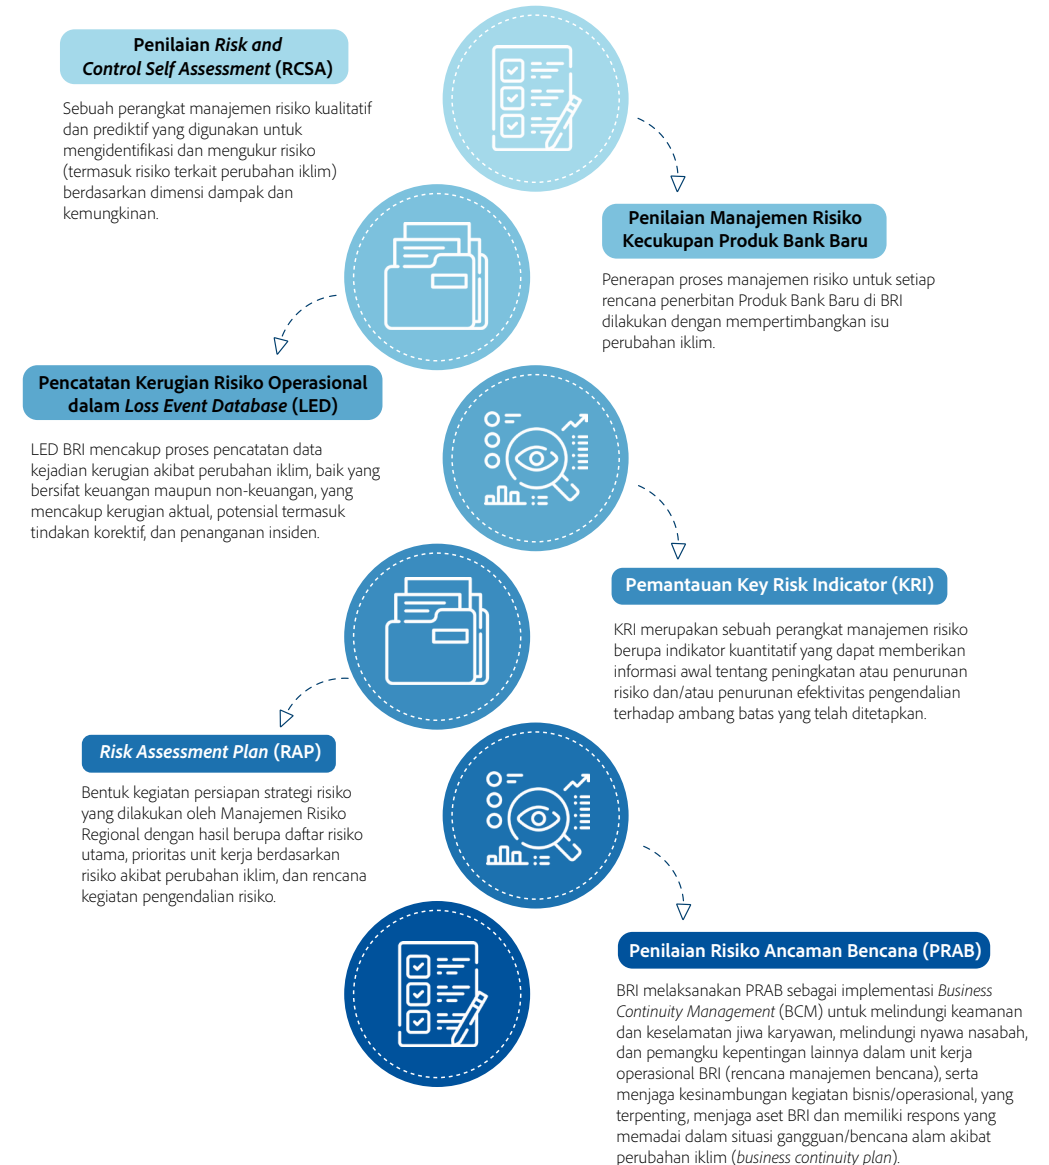 Penilaian Risk and
Control Self Assessment (RCSA)
Sebuah perangkat manajemen risiko kualitatif
dan prediktif yang digunakan untuk
mengidentifikasi dan mengukur risiko
(termasuk risiko terkait perubahan iklim)
berdasarkan dimensi dampak dan
kemungkinan.
Penilaian Manajemen Risiko
Kecukupan Produk Bank Baru
Penerapan proses manajemen risiko untuk setiap
rencana penerbitan Produk Bank Baru di BRI
dilakukan dengan mempertimbangkan isu
perubahan iklim.
Pencatatan Kerugian Risiko Operasional
dalam Loss Event Database (LED)
LED BRI mencakup proses pencatatan data
kejadian kerugian akibat perubahan iklim, baik yang
bersifat keuangan maupun non-keuangan, yang
mencakup kerugian aktual, potensial termasuk
tindakan korektif, dan penanganan insiden.
Pemantauan Key Risk Indicator (KRI)
KRI merupakan sebuah perangkat manajemen risiko
berupa indikator kuantitatif yang dapat memberikan
informasi awal tentang peningkatan atau penurunan
risiko dan/atau penurunan efektivitas pengendalian
terhadap ambang batas yang telah ditetapkan.
Risk Assessment Plan (RAP)
Bentuk kegiatan persiapan strategi risiko
yang dilakukan oleh Manajemen Risiko
Regional dengan hasil berupa daftar risiko
utama, prioritas unit kerja berdasarkan
risiko akibat perubahan iklim, dan rencana
kegiatan pengendalian risiko.
Penilaian Risiko Ancaman Bencana (PRAB)
BRI melaksanakan PRAB sebagai implementasi Business
Continuity Management (BCM) untuk melindungi keamanan
dan keselamatan jiwa karyawan, melindungi nyawa nasabah,
dan pemangku kepentingan lainnya dalam unit kerja
operasional BRI (rencana manajemen bencana), serta
menjaga kesinambungan kegiatan bisnis/operasional, yang
terpenting, menjaga aset BRI dan memiliki respons yang
memadai dalam situasi gangguan/bencana alam akibat
perubahan iklim (business continuity plan).